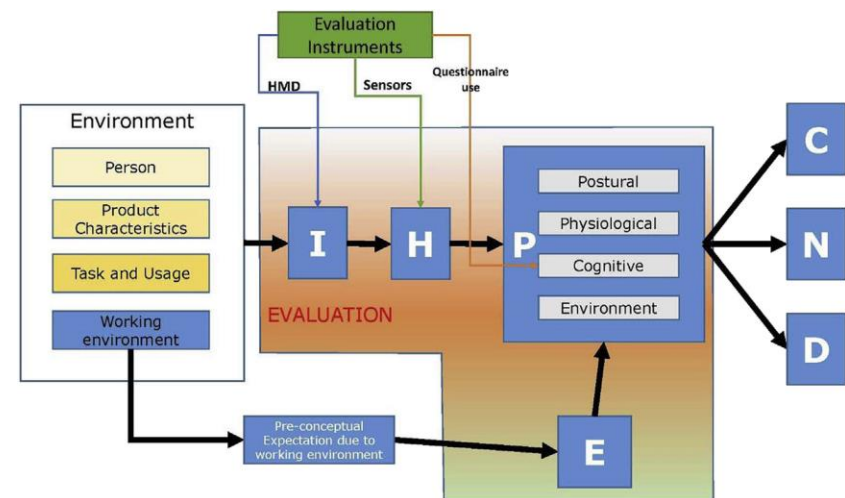 Evaluation
Instruments
HMD
Sensors
Questionnaire
use
Environment
Person
Product
Characteristics
Task and Usage
Working
environment
I
H
P
Postural
Physiological
Cognitive
Environment
EVALUATION
C
N
D
Pre-conceptual
Expectation due to
working environment
E